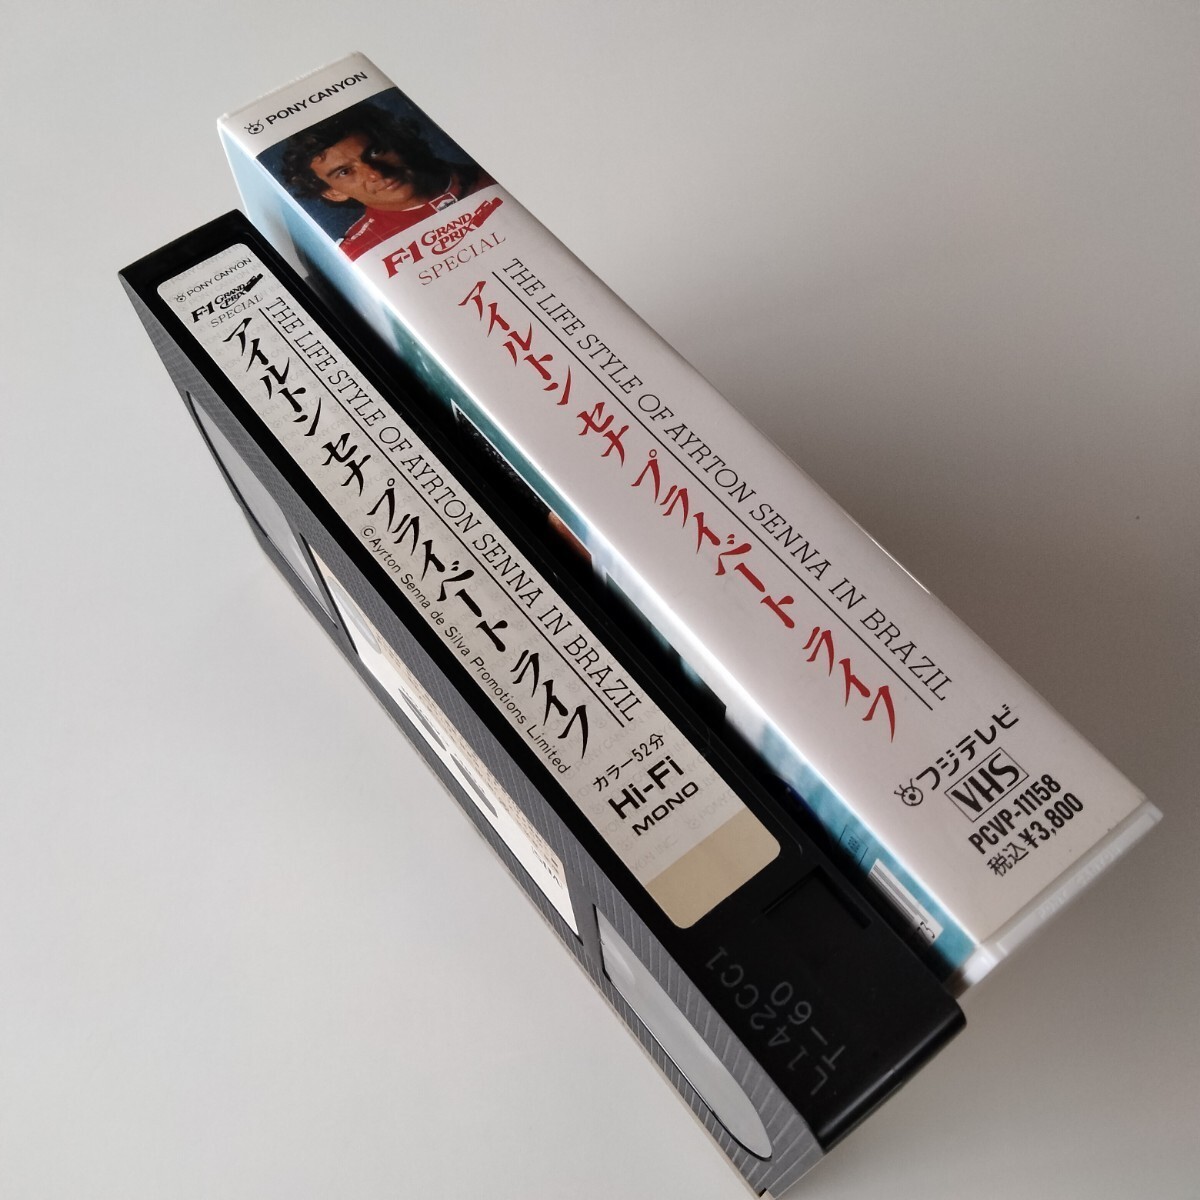 PONY CANYON
F-1 GRAND PRIX
SPECIAL
THE LIFE STYLE OF AYRTON SENNA IN BRAZIL
アイルトン セナ プライベート ライフ
フジテレビ
VHS
PCVP-11158
税込¥3,800
PONY CANYON
F-1 GRAND PRIX
SPECIAL
THE LIFE STYLE OF AYRTON SENNA IN BRAZIL
アイルトン セナ プライベート ライフ
©Ayrton Senna de Silva Promotions Limited
カラー52分
Hi-Fi
MONO
L142CC1
T-60